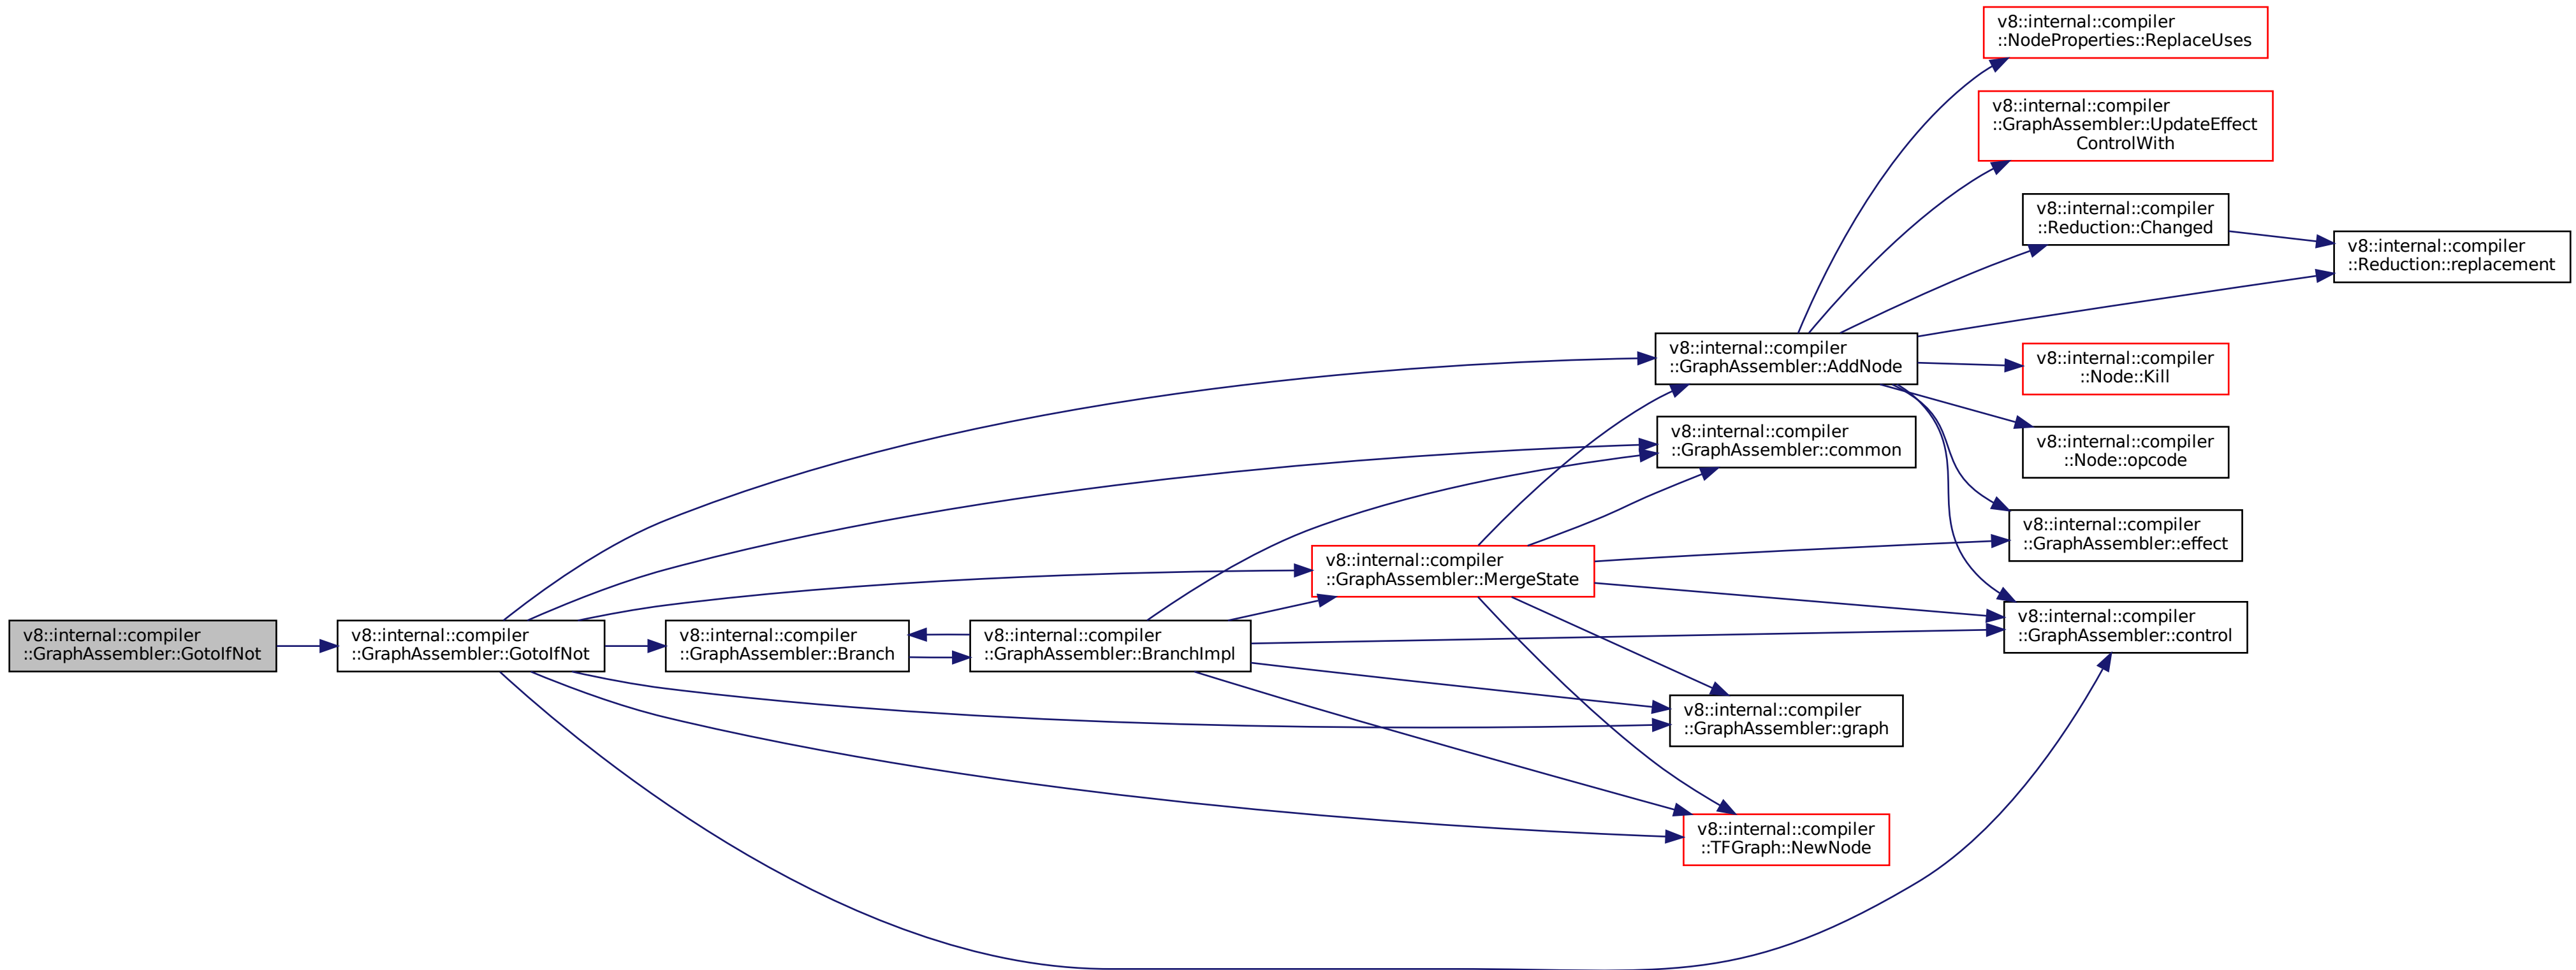 v8::internal::compiler
::NodeProperties::ReplaceUses
v8::internal::compiler
::GraphAssembler::UpdateEffect
ControlWith
v8::internal::compiler
::Reduction::Changed
v8::internal::compiler
::Reduction::replacement
v8::internal::compiler
::GraphAssembler::AddNode
v8::internal::compiler
::Node::Kill
v8::internal::compiler
::GraphAssembler::common
v8::internal::compiler
::Node::opcode
v8::internal::compiler
::GraphAssembler::effect
v8::internal::compiler
::GraphAssembler::MergeState
v8::internal::compiler
::GraphAssembler::control
v8::internal::compiler
::GraphAssembler::GotoIfNot
v8::internal::compiler
::GraphAssembler::GotoIfNot
v8::internal::compiler
::GraphAssembler::Branch
v8::internal::compiler
::GraphAssembler::BranchImpl
v8::internal::compiler
::GraphAssembler::graph
v8::internal::compiler
::TFGraph::NewNode